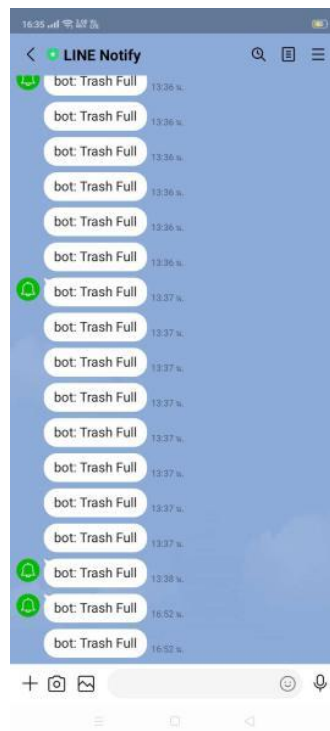 16:35
LINE Notify
bot: Trash Full
13:36 น.
bot: Trash Full
13:36 น.
bot: Trash Full
13:36 น.
bot: Trash Full
13:36 น.
bot: Trash Full
13:36 น.
bot: Trash Full
13:36 น.
bot: Trash Full
13:37 น.
bot: Trash Full
13:37 น.
bot: Trash Full
13:37 น.
bot: Trash Full
13:37 น.
bot: Trash Full
13:37 น.
bot: Trash Full
13:37 น.
bot: Trash Full
13:37 น.
bot: Trash Full
13:37 น.
bot: Trash Full
13:38 น.
bot: Trash Full
16:52 น.
bot: Trash Full
16:52 น.